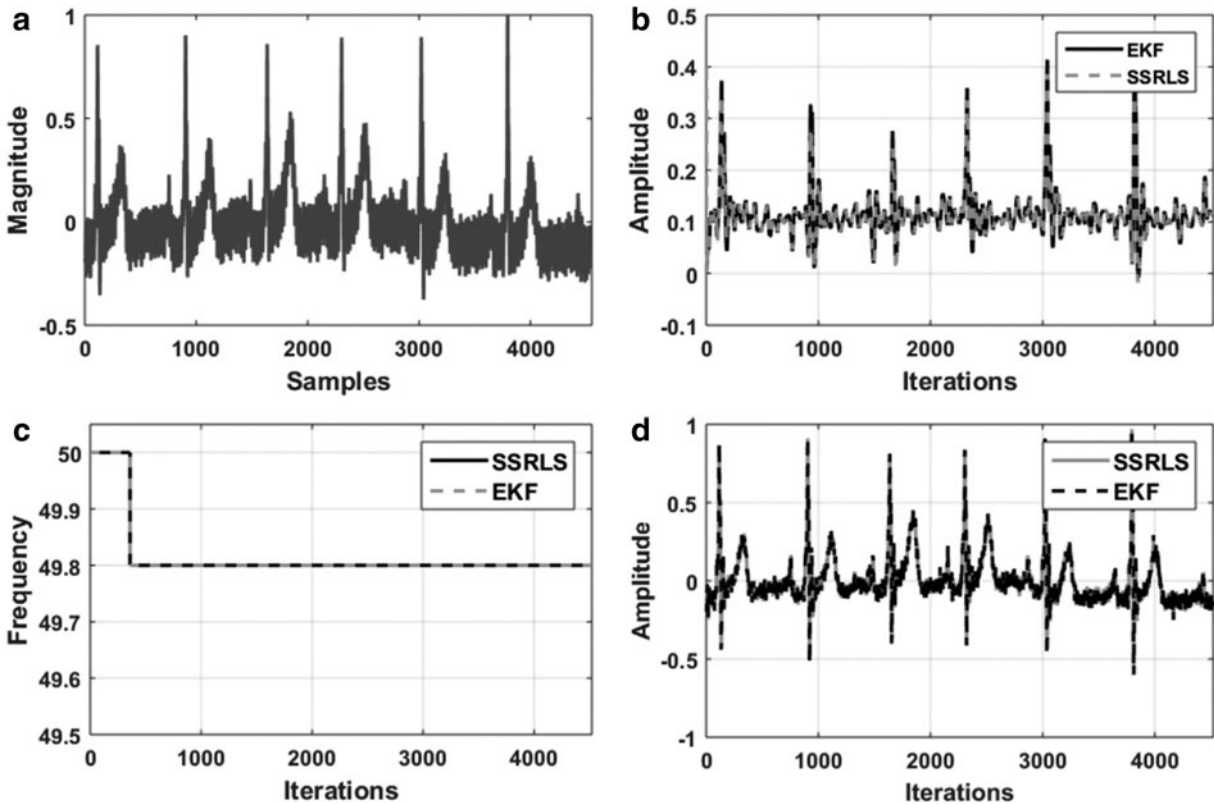 a
1
0.5
0
-0.5
Magnitude
0 1000 2000 3000 4000
Samples
b
0.5
0.4
0.3
0.2
0.1
0
-0.1
Amplitude
EKF
SSRLS
0 1000 2000 3000 4000
Iterations
c
50
49.9
49.8
49.7
49.6
49.5
Frequency
SSRLS
EKF
0 1000 2000 3000 4000
Iterations
d
1
0.5
0
-0.5
-1
Amplitude
SSRLS
EKF
0 1000 2000 3000 4000
Iterations